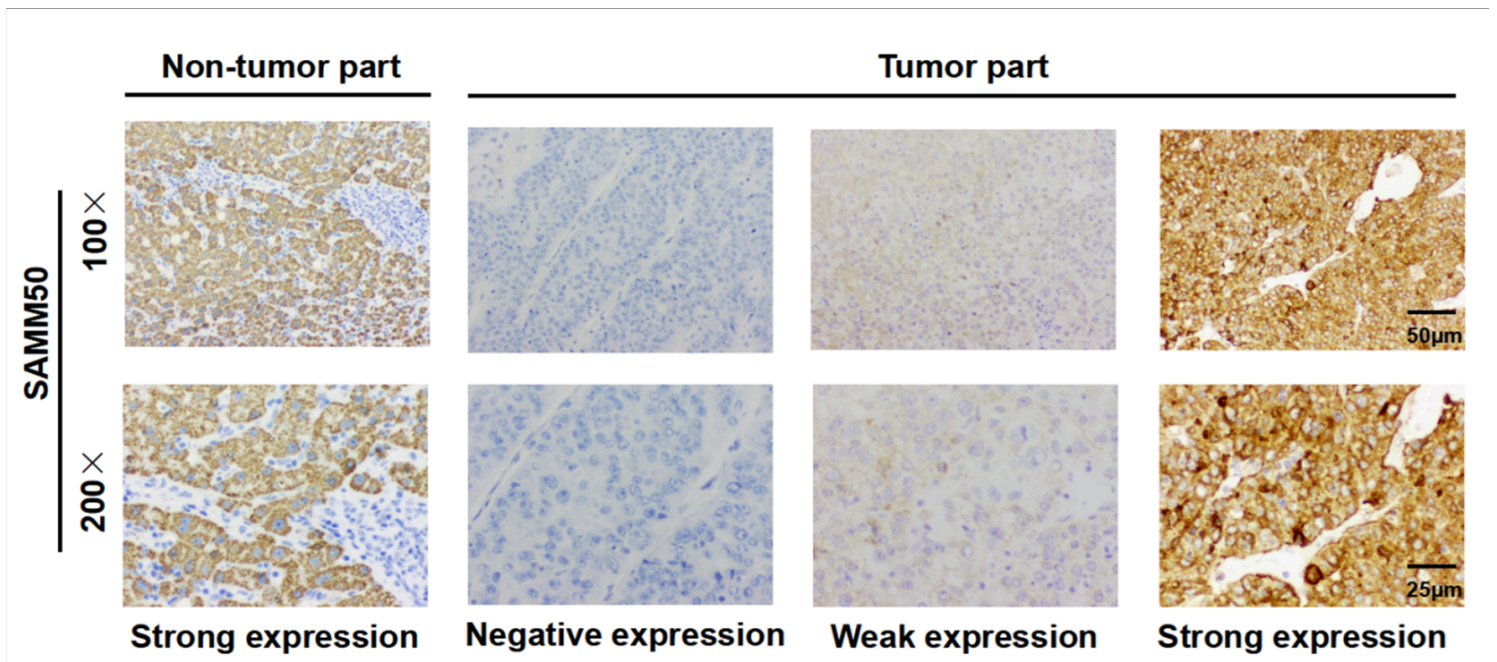 Non-tumor part
Tumor part
SAMM50
100×
50μm
200×
25μm
Strong expression
Negative expression
Weak expression
Strong expression